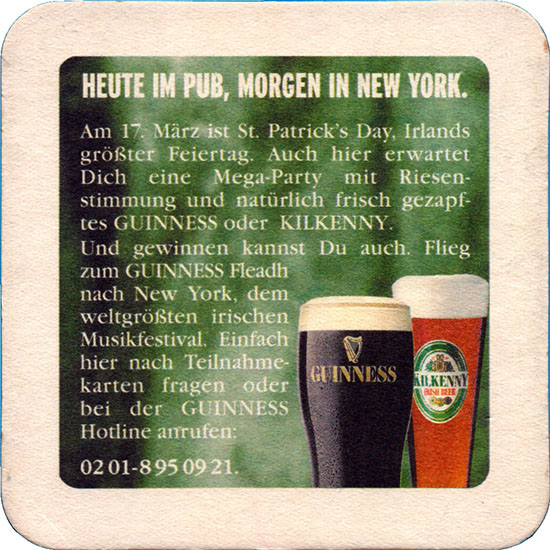 HEUTE IM PUB, MORGEN IN NEW YORK.
Am 17. März ist St. Patrick's Day, Irlands
größter Feiertag. Auch hier erwartet
Dich eine Mega-Party mit Riesen-
stimmung und natürlich frisch gezapf-
tes GUINNESS oder KILKENNY.
Und gewinnen kannst Du auch. Flieg
zum GUINNESS Fleadh
nach New York, dem
weltgrößten irischen
Musikfestival. Einfach
hier nach Teilnahme-
karten fragen oder
bei der GUINNESS
Hotline anrufen:
02 01-8 95 09 21.
GUINNESS
KILKENNY
IRISH BEER